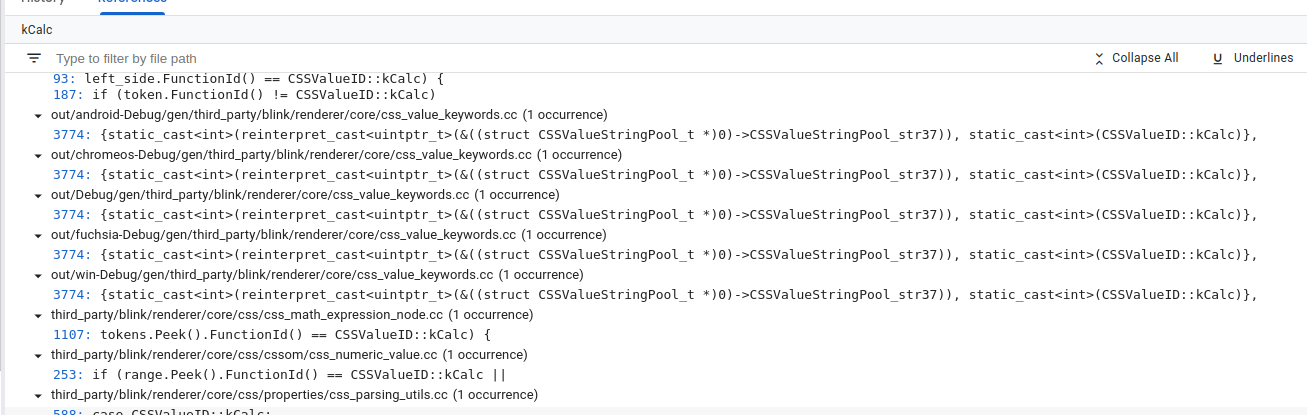 History References
kCalc
Type to filter by file path Collapse All Underlines
93: left_side.FunctionId() == CSSValueID::kCalc) {
187: if (token.FunctionId() != CSSValueID::kCalc)
out/android-Debug/gen/third_party/blink/renderer/core/css_value_keywords.cc (1 occurrence)
3774: {static_cast<int>(reinterpret_cast<uintptr_t>(&((struct CSSValueStringPool_t *)0)->CSSValueStringPool_str37)), static_cast<int>(CSSValueID::kCalc)},
out/chromeos-Debug/gen/third_party/blink/renderer/core/css_value_keywords.cc (1 occurrence)
3774: {static_cast<int>(reinterpret_cast<uintptr_t>(&((struct CSSValueStringPool_t *)0)->CSSValueStringPool_str37)), static_cast<int>(CSSValueID::kCalc)},
out/Debug/gen/third_party/blink/renderer/core/css_value_keywords.cc (1 occurrence)
3774: {static_cast<int>(reinterpret_cast<uintptr_t>(&((struct CSSValueStringPool_t *)0)->CSSValueStringPool_str37)), static_cast<int>(CSSValueID::kCalc)},
out/fuchsia-Debug/gen/third_party/blink/renderer/core/css_value_keywords.cc (1 occurrence)
3774: {static_cast<int>(reinterpret_cast<uintptr_t>(&((struct CSSValueStringPool_t *)0)->CSSValueStringPool_str37)), static_cast<int>(CSSValueID::kCalc)},
out/win-Debug/gen/third_party/blink/renderer/core/css_value_keywords.cc (1 occurrence)
3774: {static_cast<int>(reinterpret_cast<uintptr_t>(&((struct CSSValueStringPool_t *)0)->CSSValueStringPool_str37)), static_cast<int>(CSSValueID::kCalc)},
third_party/blink/renderer/core/css/css_math_expression_node.cc (1 occurrence)
1107: tokens.Peek().FunctionId() == CSSValueID::kCalc) {
third_party/blink/renderer/core/css/cssom/css_numeric_value.cc (1 occurrence)
253: if (range.Peek().FunctionId() == CSSValueID::kCalc ||
third_party/blink/renderer/core/css/properties/css_parsing_utils.cc (1 occurrence)
588: case CSSValueID::kCalc: